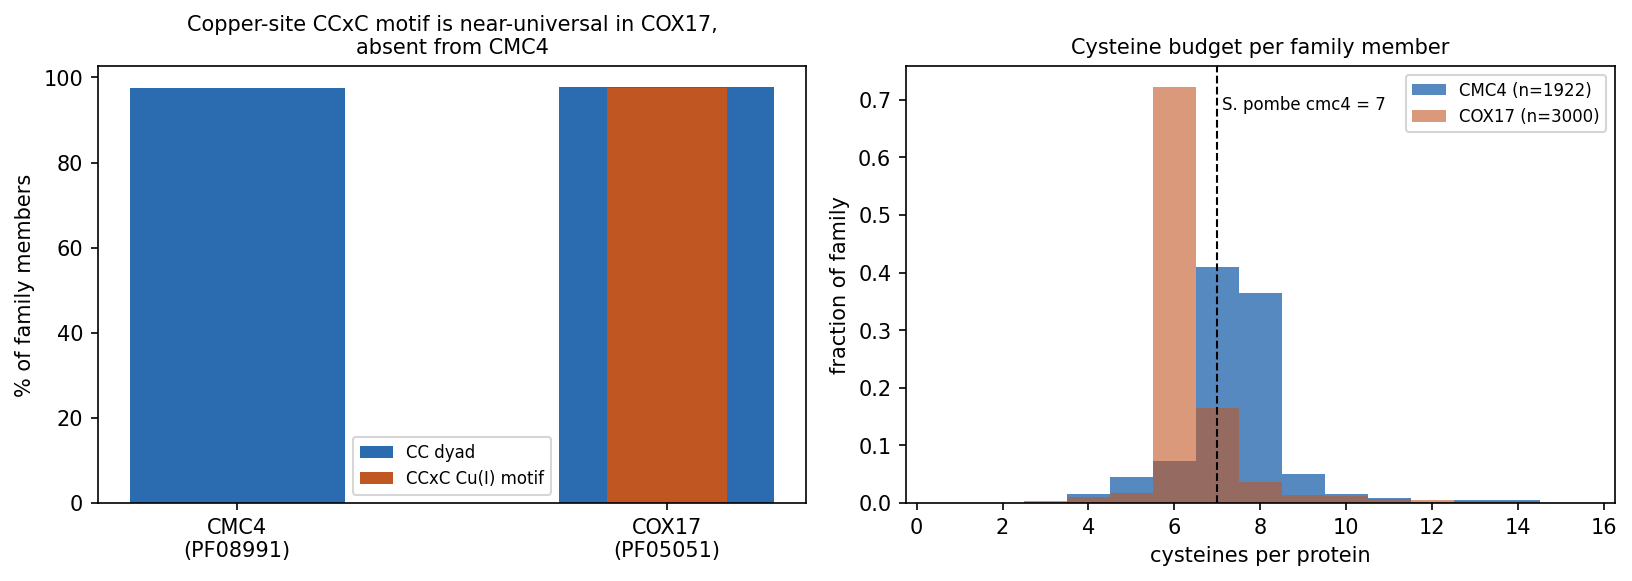 Copper-site CCxC motif is near-universal in COX17,
absent from CMC4
% of family members
100
80
60
40
20
0
CC dyad
CCxC Cu(I) motif
CMC4
(PF08991)
COX17
(PF05051)
Cysteine budget per family member
fraction of family
0.7
0.6
0.5
0.4
0.3
0.2
0.1
0.0
S. pombe cmc4 = 7
CMC4 (n=1922)
COX17 (n=3000)
0 2 4 6 8 10 12 14 16
cysteines per protein